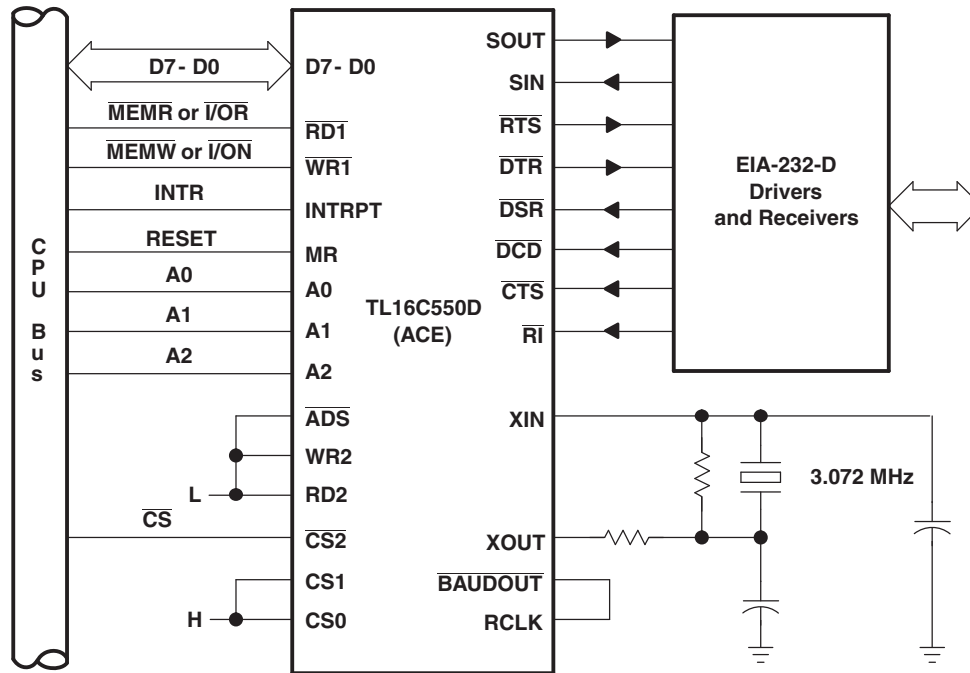 CPU Bus
D7- D0
MEMR or I/OR
MEMW or I/ON
INTR
RESET
A0
A1
A2
L
CS
H
D7- D0
RD1
WR1
INTRPT
MR
A0
A1
A2
ADS
WR2
RD2
CS2
CS1
CS0
TL16C550D
(ACE)
SOUT
SIN
RTS
DTR
DSR
DCD
CTS
RI
XIN
XOUT
BAUDOUT
RCLK
EIA-232-D
Drivers
and Receivers
3.072 MHz